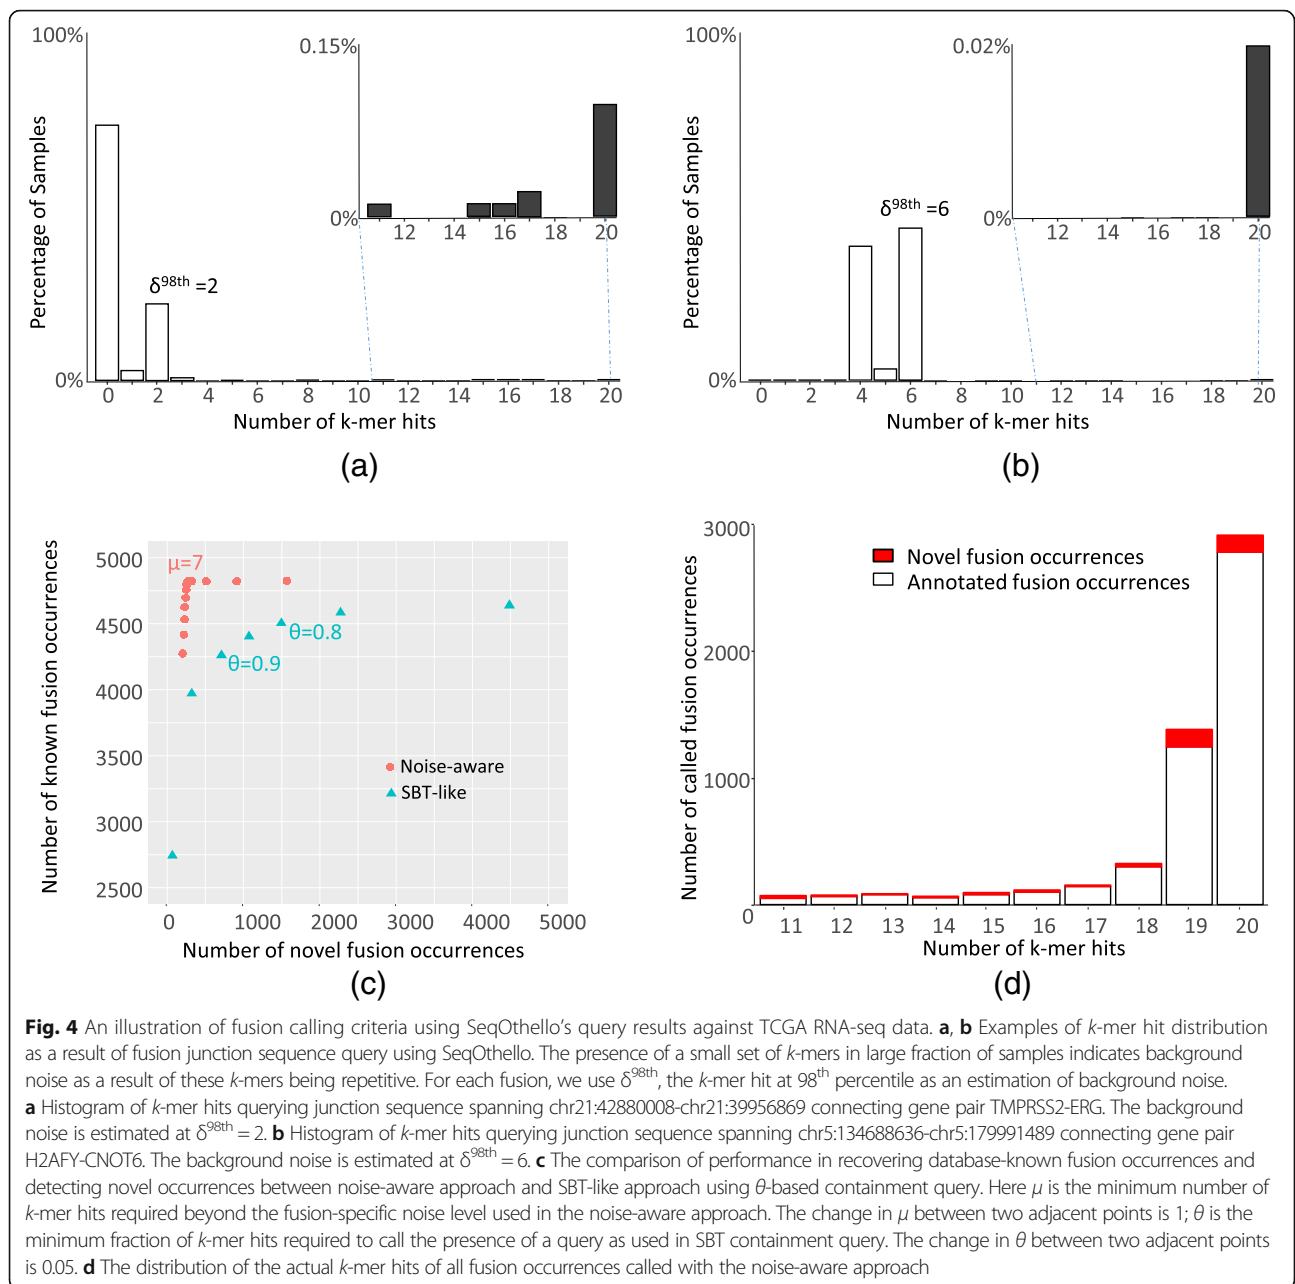 100%
0.15%
0%
12 14 16 18 20
δ98th =2
0%
0 2 4 6 8 10 12 14 16 18 20
Percentage of Samples
Number of k-mer hits
(a)
100%
0.02%
0%
12 14 16 18 20
δ98th =6
0%
0 2 4 6 8 10 12 14 16 18 20
Percentage of Samples
Number of k-mer hits
(b)
5000
4500
4000
3500
3000
2500
μ=7
θ=0.8
θ=0.9
Noise-aware
SBT-like
0 1000 2000 3000 4000 5000
Number of known fusion occurrences
Number of novel fusion occurrences
(c)
3000
2000
1000
0
Novel fusion occurrences
Annotated fusion occurrences
11 12 13 14 15 16 17 18 19 20
Number of called fusion occurrences
Number of k-mer hits
(d)
Fig. 4 An illustration of fusion calling criteria using SeqOthello's query results against TCGA RNA-seq data. a, b Examples of k-mer hit distribution
as a result of fusion junction sequence query using SeqOthello. The presence of a small set of k-mers in large fraction of samples indicates background
noise as a result of these k-mers being repetitive. For each fusion, we use δ98th, the k-mer hit at 98th percentile as an estimation of background noise.
a Histogram of k-mer hits querying junction sequence spanning chr21:42880008-chr21:39956869 connecting gene pair TMPRSS2-ERG. The background
noise is estimated at δ98th = 2. b Histogram of k-mer hits querying junction sequence spanning chr5:134688636-chr5:179991489 connecting gene pair
H2AFY-CNOT6. The background noise is estimated at δ98th = 6. c The comparison of performance in recovering database-known fusion occurrences and
detecting novel occurrences between noise-aware approach and SBT-like approach using θ-based containment query. Here μ is the minimum number of
k-mer hits required beyond the fusion-specific noise level used in the noise-aware approach. The change in μ between two adjacent points is 1; θ is the
minimum fraction of k-mer hits required to call the presence of a query as used in SBT containment query. The change in θ between two adjacent points
is 0.05. d The distribution of the actual k-mer hits of all fusion occurrences called with the noise-aware approach